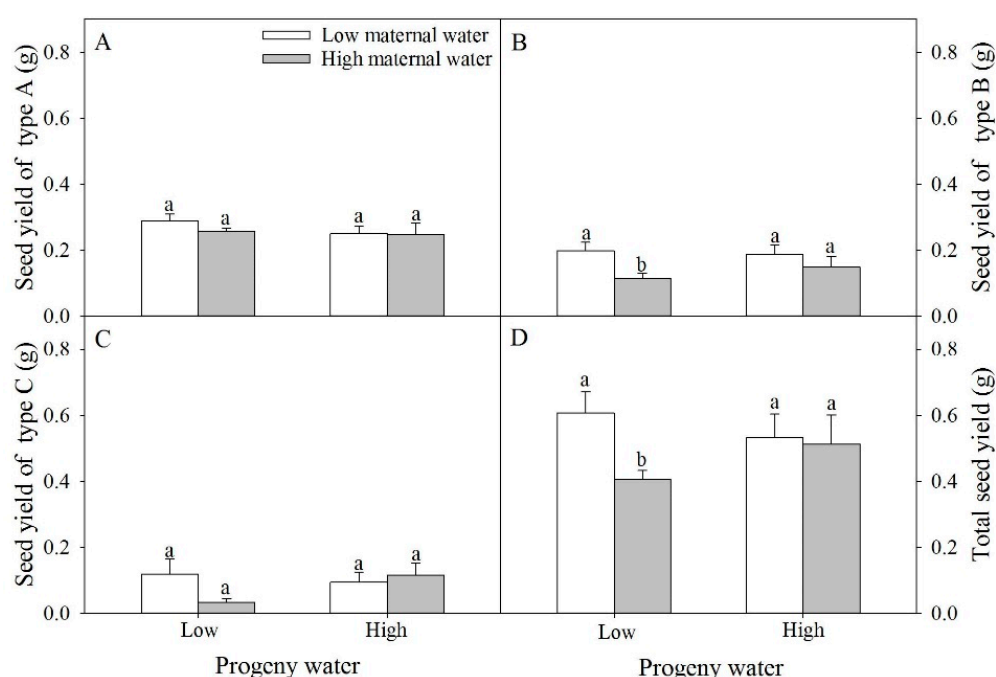 A
Low maternal water
High maternal water
Seed yield of type A (g)
0.8
0.6
0.4
0.2
0.0
a
a
a
a
B
Seed yield of type B (g)
0.8
0.6
0.4
0.2
0.0
a
b
a
a
C
Seed yield of type C (g)
0.8
0.6
0.4
0.2
0.0
a
a
a
a
Low
High
Progeny water
D
Total seed yield (g)
0.8
0.6
0.4
0.2
0.0
a
b
a
a
Low
High
Progeny water